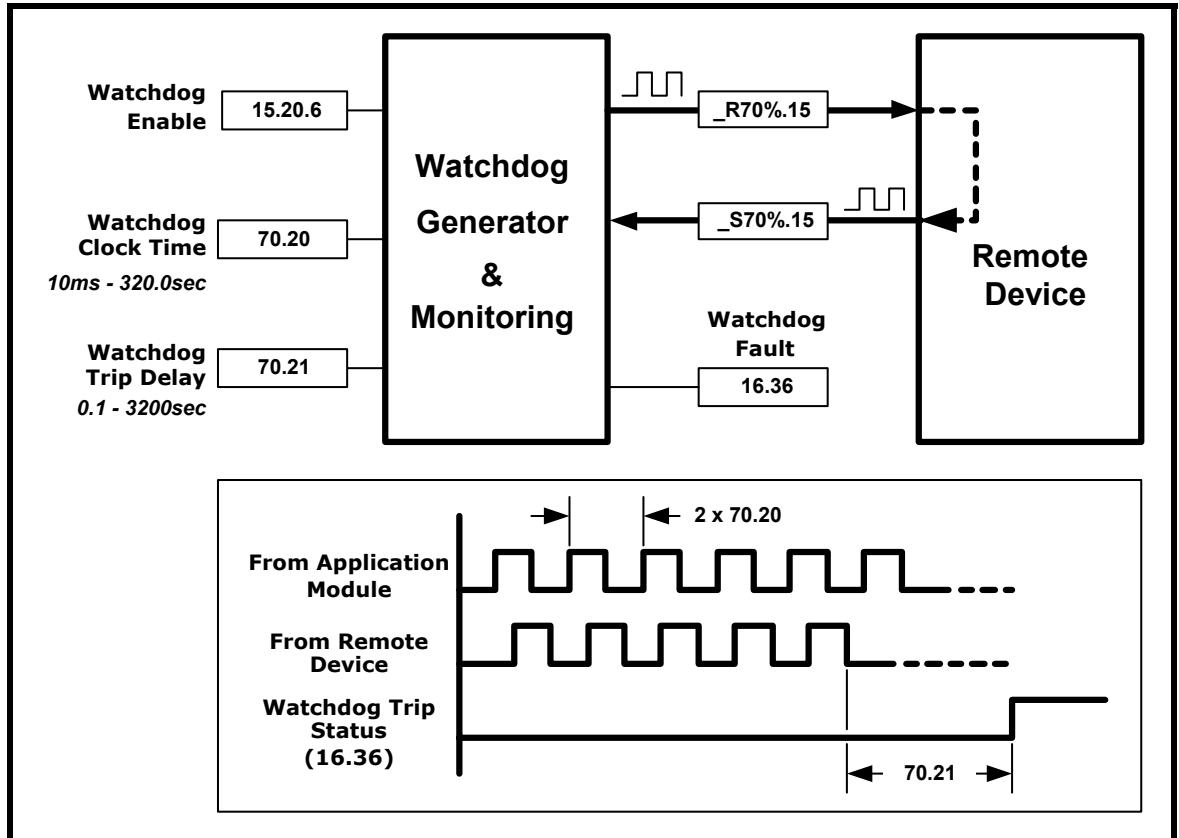 Watchdog
Enable
15.20.6
Watchdog
Clock Time
70.20
10ms - 320.0sec
Watchdog
Trip Delay
70.21
0.1 - 3200sec
Watchdog
Generator
&
Monitoring
_R70%.15
_S70%.15
Watchdog
Fault
16.36
Remote
Device
2 x 70.20
From Application
Module
From Remote
Device
Watchdog Trip
Status
(16.36)
70.21